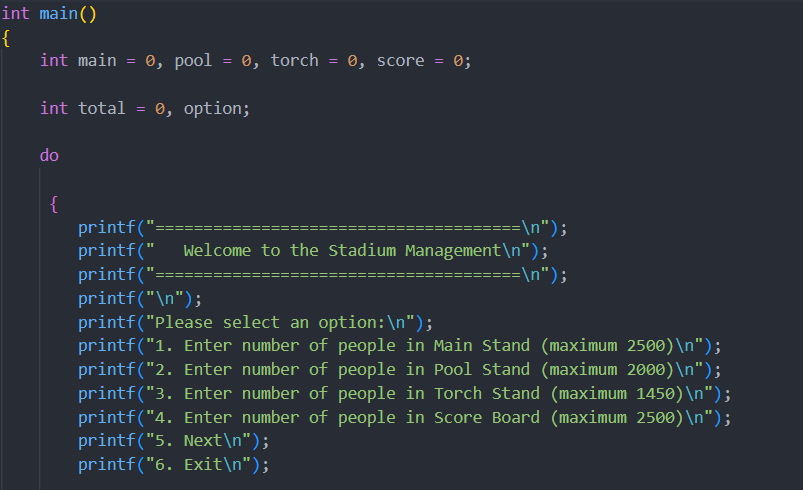 int main()
{
int main = 0, pool = 0, torch = 0, score = 0;
int total = 0, option;
do
{
printf("======================================\n");
printf("   Welcome to the Stadium Management\n");
printf("======================================\n");
printf("\n");
printf("Please select an option:\n");
printf("1. Enter number of people in Main Stand (maximum 2500)\n");
printf("2. Enter number of people in Pool Stand (maximum 2000)\n");
printf("3. Enter number of people in Torch Stand (maximum 1450)\n");
printf("4. Enter number of people in Score Board (maximum 2500)\n");
printf("5. Next\n");
printf("6. Exit\n");